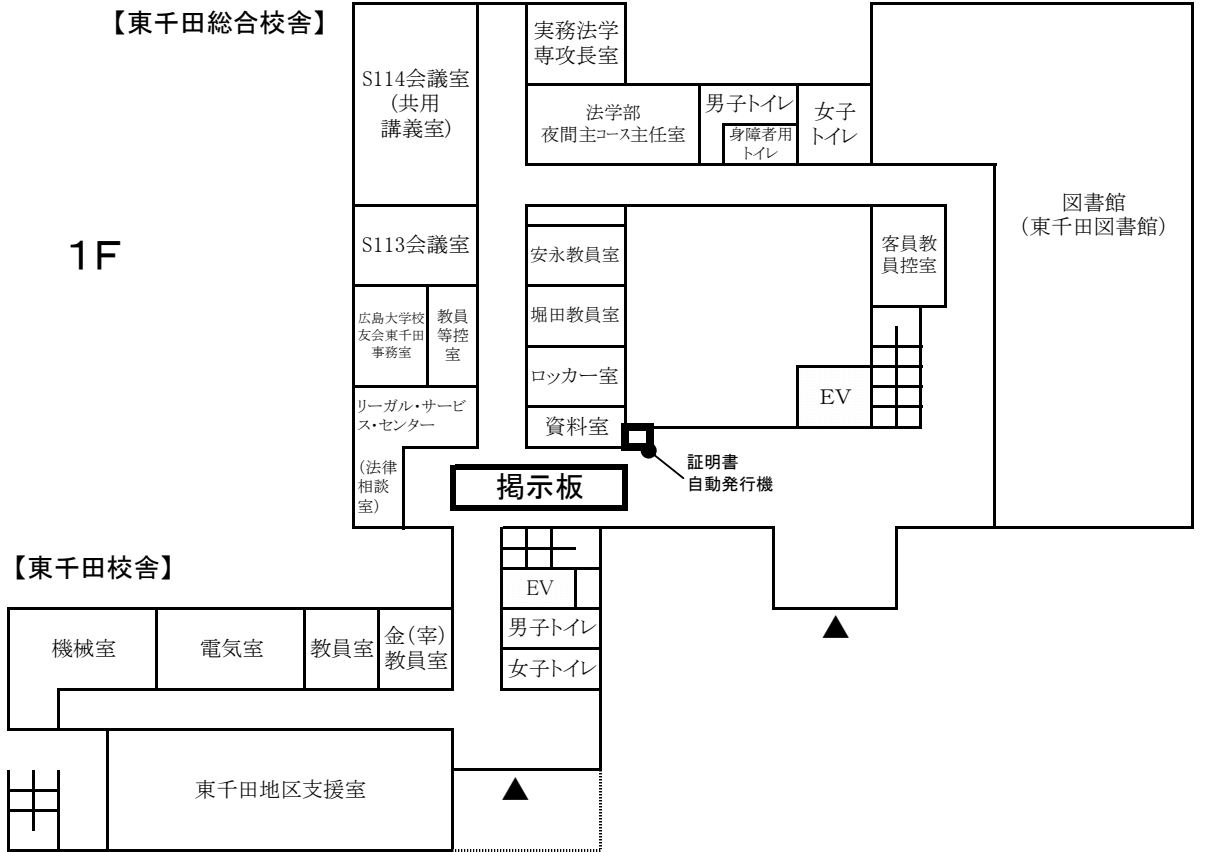 【東千田総合校舎】
1F
S114会議室
(共用
講義室)
実務法学
専攻長室
法学部
夜間主コース主任室
男子トイレ
身障者用
トイレ
女子
トイレ
図書館
(東千田図書館)
S113会議室
安永教員室
客員教
員控室
広島大学校
友会東千田
事務室
教員
等控
室
堀田教員室
ロッカー室
EV
リーガル・サービ
ス・センター
(法律
相談
室)
資料室
証明書
自動発行機
掲示板
【東千田校舎】
EV
男子トイレ
女子トイレ
機械室
電気室
教員室
金(宰)
教員室
▲
東千田地区支援室
▲